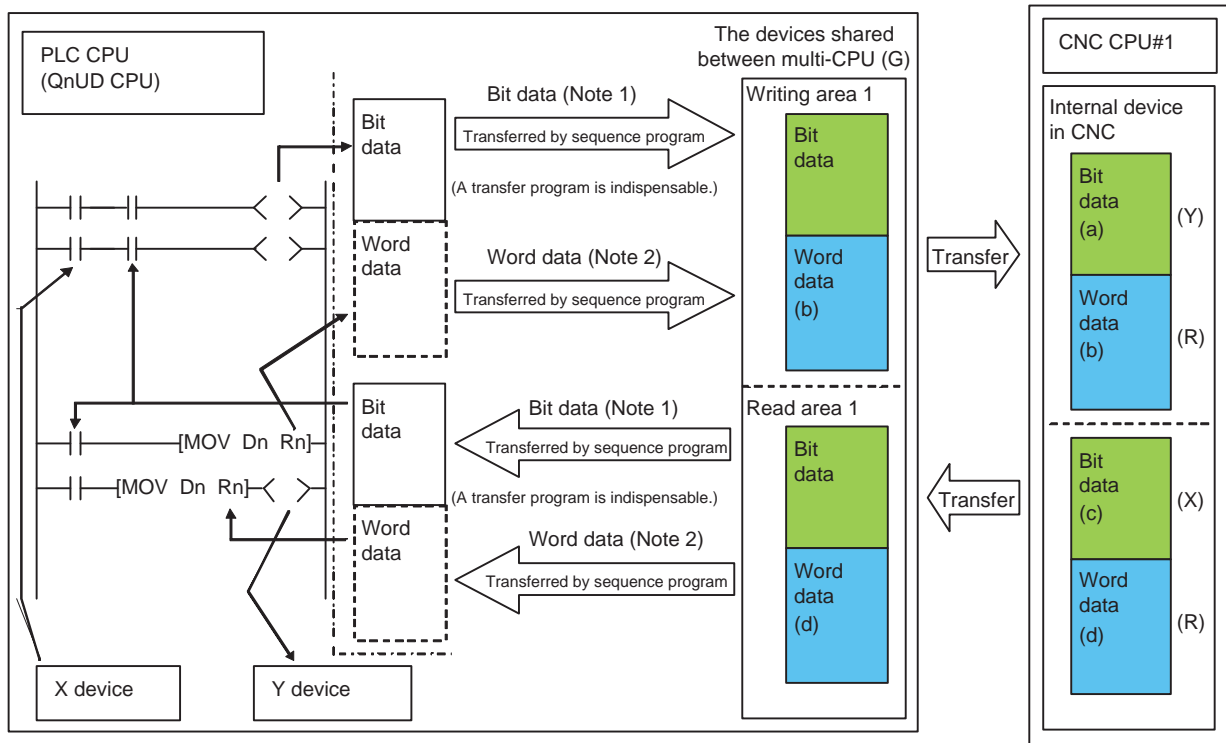 PLC CPU
(QnUD CPU)
The devices shared
between multi-CPU (G)
CNC CPU#1
Bit
data
Bit data (Note 1)
Transferred by sequence program
(A transfer program is indispensable.)
Word
data
Word data (Note 2)
Transferred by sequence program
Writing area 1
Bit
data
Word
data
(b)
Transfer
Internal device
in CNC
Bit
data
(a)
(Y)
Word
data
(b)
(R)
[MOV Dn Rn]
[MOV Dn Rn]
Bit
data
Bit data (Note 1)
Transferred by sequence program
(A transfer program is indispensable.)
Word
data
Word data (Note 2)
Transferred by sequence program
Read area 1
Bit
data
Word
data
(d)
Transfer
Bit
data
(c)
(X)
Word
data
(d)
(R)
X device
Y device